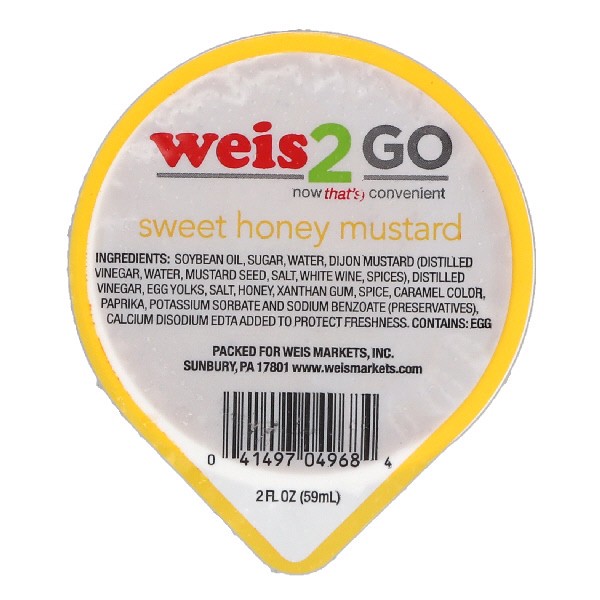 weis2GO
now that's convenient
sweet honey mustard
INGREDIENTS: SOYBEAN OIL, SUGAR, WATER, DIJON MUSTARD (DISTILLED
VINEGAR, WATER, MUSTARD SEED, SALT, WHITE WINE, SPICES), DISTILLED
VINEGAR, EGG YOLKS, SALT, HONEY, XANTHAN GUM, SPICE, CARAMEL COLOR,
PAPRIKA, POTASSIUM SORBATE AND SODIUM BENZOATE (PRESERVATIVES),
CALCIUM DISODIUM EDTA ADDED TO PROTECT FRESHNESS. CONTAINS: EGG
PACKED FOR WEIS MARKETS, INC.
SUNBURY, PA 17801 www.weismarkets.com
0 41497 04968 4
2 FL OZ (59mL)